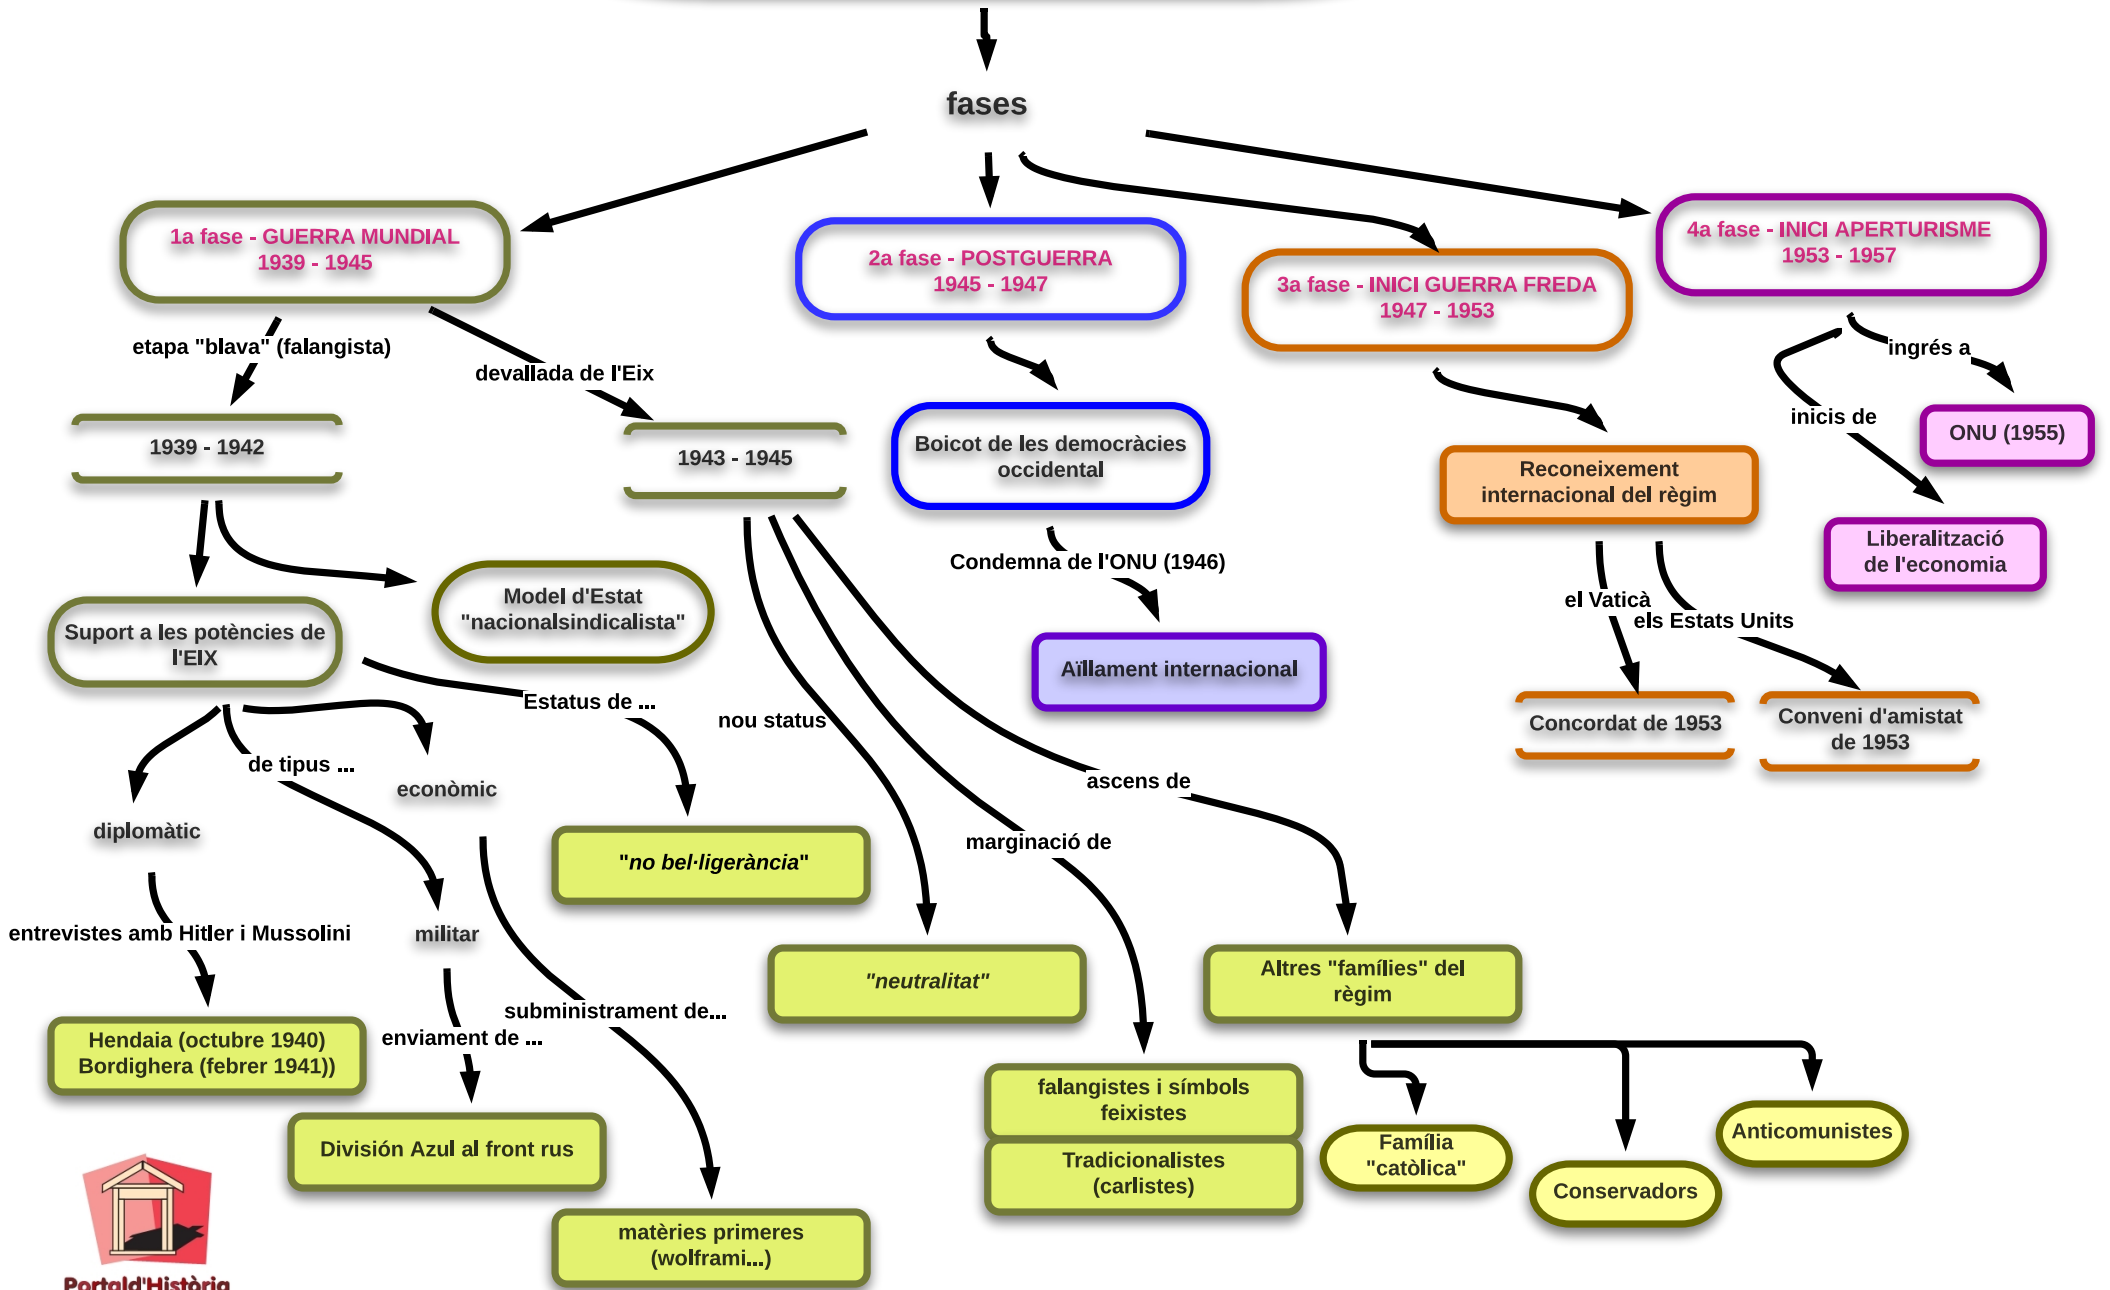 fases
1a fase - GUERRA MUNDIAL
1939 - 1945
2a fase - POSTGUERRA
1945 - 1947
3a fase - INICI GUERRA FREDA
1947 - 1953
4a fase - INICI APERTURISME
1953 - 1957
etapa "blava" (falangista)
devallada de l'Eix
ingrés a
inicis de
1939 - 1942
1943 - 1945
Boicot de les democràcies
occidental
Reconeixement
internacional del règim
ONU (1955)
Liberalització
de l'economia
Condemna de l'ONU (1946)
el Vaticà
els Estats Units
Suport a les potències de
l'EIX
Model d'Estat
"nacionalsindicalista"
Aïllament internacional
Concordat de 1953
Conveni d'amistat
de 1953
Estatus de ...
nou status
de tipus ...
econòmic
ascens de
diplomàtic
marginació de
"no bel·ligerància"
entrevistes amb Hitler i Mussolini
militar
"neutralitat"
Altres "famílies" del
règim
subministrament de...
enviament de ...
Hendaia (octubre 1940)
Bordighera (febrer 1941))
falangistes i símbols
feixistes
Tradicionalistes
(carlistes)
Família
"catòlica"
Conservadors
Anticomunistes
División Azul al front rus
matèries primeres
(wolframi...)
Portald'Història